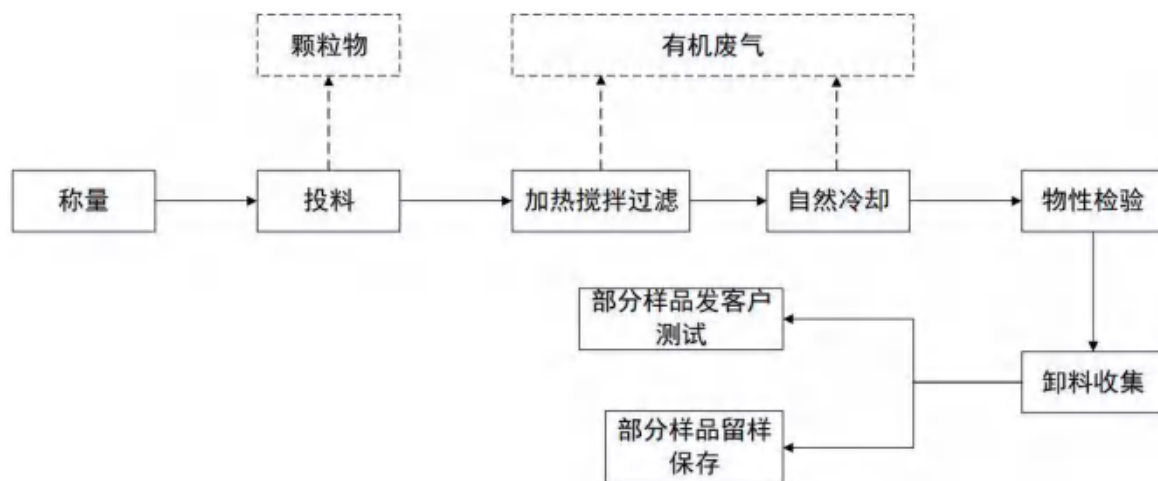 颗粒物
有机废气
称量
投料
加热搅拌过滤
自然冷却
物性检验
部分样品发客户
测试
卸料收集
部分样品留样
保存